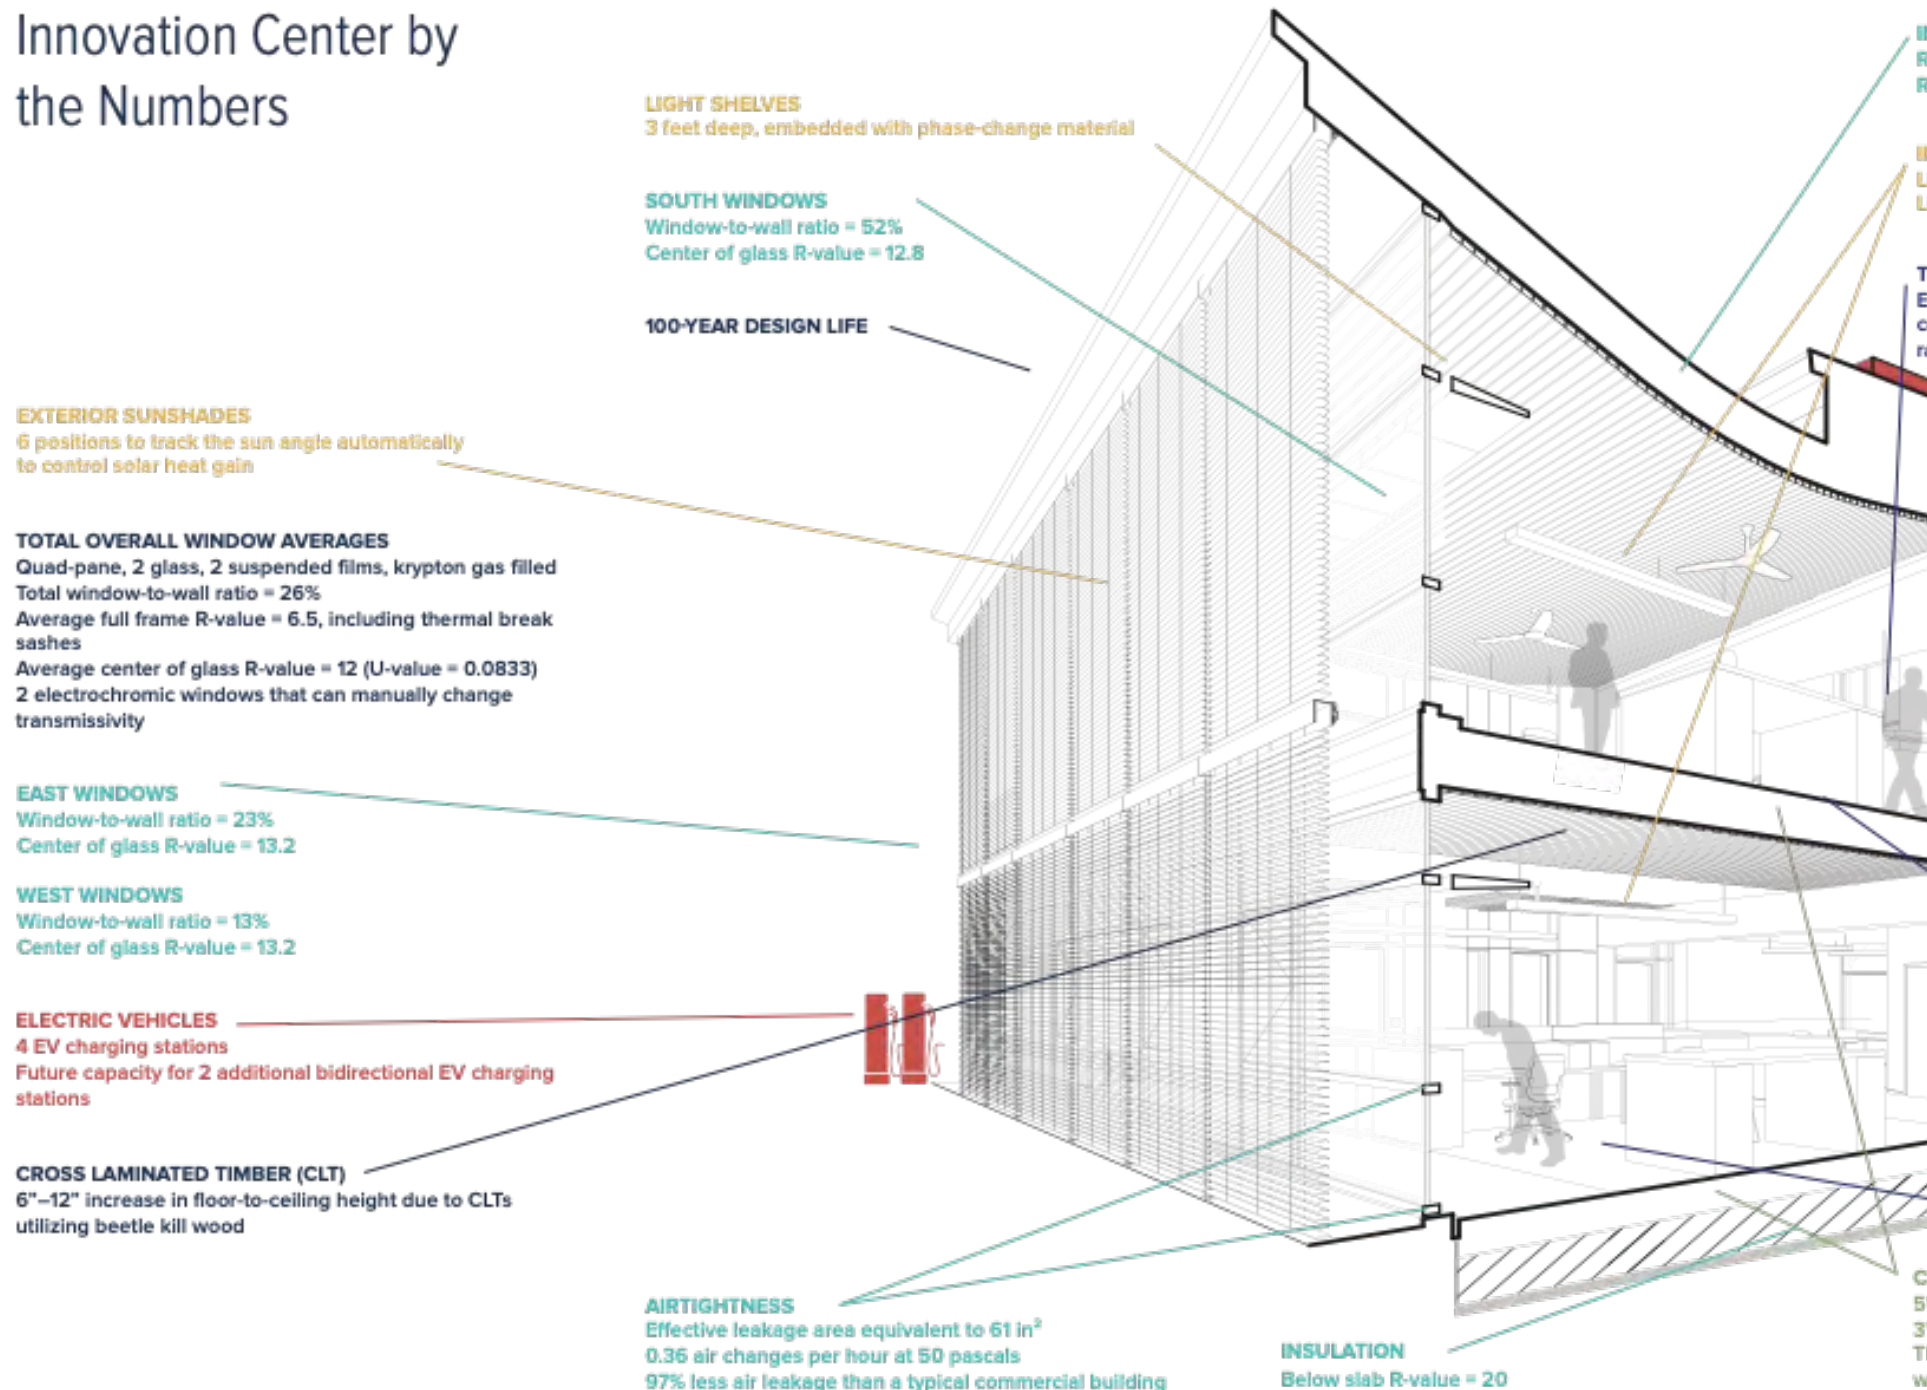 Innovation Center by
the Numbers
LIGHT SHELVES
3 feet deep, embedded with phase-change material
SOUTH WINDOWS
Window-to-wall ratio = 52%
Center of glass R-value = 12.8
100-YEAR DESIGN LIFE
EXTERIOR SUNSHADES
6 positions to track the sun angle automatically
to control solar heat gain
TOTAL OVERALL WINDOW AVERAGES
Quad-pane, 2 glass, 2 suspended films, krypton gas filled
Total window-to-wall ratio = 26%
Average full frame R-value = 6.5, including thermal break
sashes
Average center of glass R-value = 12 (U-value = 0.0833)
2 electrochromic windows that can manually change
transmissivity
EAST WINDOWS
Window-to-wall ratio = 23%
Center of glass R-value = 13.2
WEST WINDOWS
Window-to-wall ratio = 13%
Center of glass R-value = 13.2
ELECTRIC VEHICLES
4 EV charging stations
Future capacity for 2 additional bidirectional EV charging
stations
CROSS LAMINATED TIMBER (CLT)
6"–12" increase in floor-to-ceiling height due to CLTs
utilizing beetle kill wood
AIRTIGHTNESS
Effective leakage area equivalent to 61 in²
0.36 air changes per hour at 50 pascals
97% less air leakage than a typical commercial building
INSULATION
Below slab R-value = 20